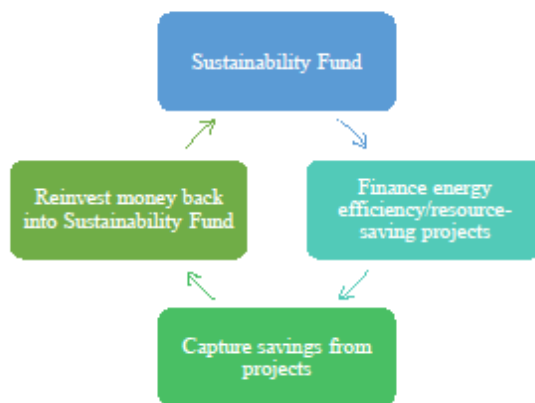 Sustainability Fund
Finance energy
efficiency/resource-
saving projects
Capture savings from
projects
Reinvest money back
into Sustainability Fund